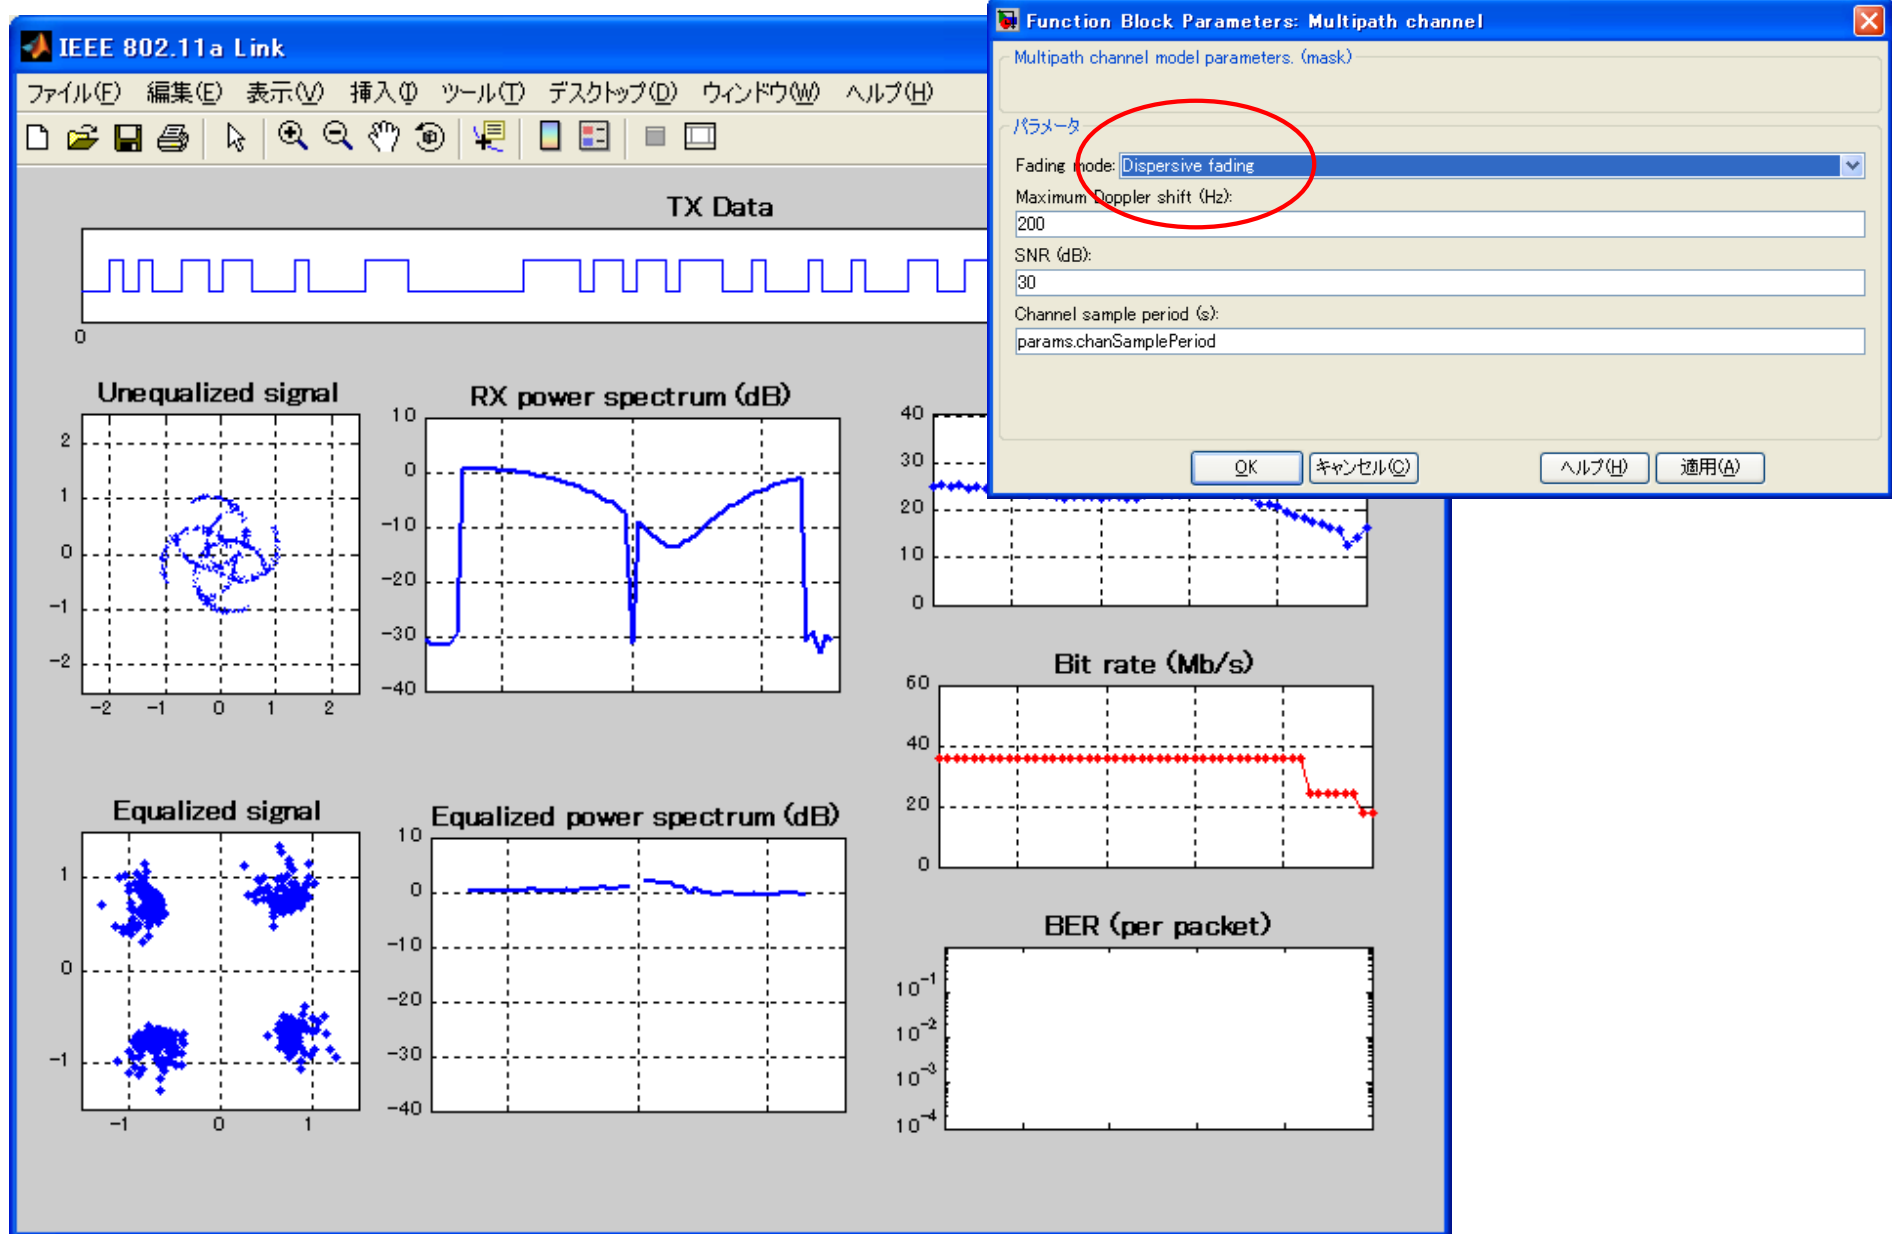 IEEE 802.11a Link
ファイル(F) 編集(E) 表示(V) 挿入(I) ツール(T) デスクトップ(D) ウィンドウ(W) ヘルプ(H)
TX Data
0
Unequalized signal
2
1
0
-1
-2
-2 -1 0 1 2
RX power spectrum (dB)
10
0
-10
-20
-30
-40
40
30
20
10
0
Bit rate (Mb/s)
60
40
20
0
Equalized signal
1
0
-1
-1 0 1
Equalized power spectrum (dB)
10
0
-10
-20
-30
-40
BER (per packet)
10^-1
10^-2
10^-3
10^-4
Function Block Parameters: Multipath channel
Multipath channel model parameters. (mask)
パラメータ
Fading mode: Dispersive fading
Maximum Doppler shift (Hz):
200
SNR (dB):
30
Channel sample period (s):
params.chanSamplePeriod
OK キャンセル(C) ヘルプ(H) 適用(A)